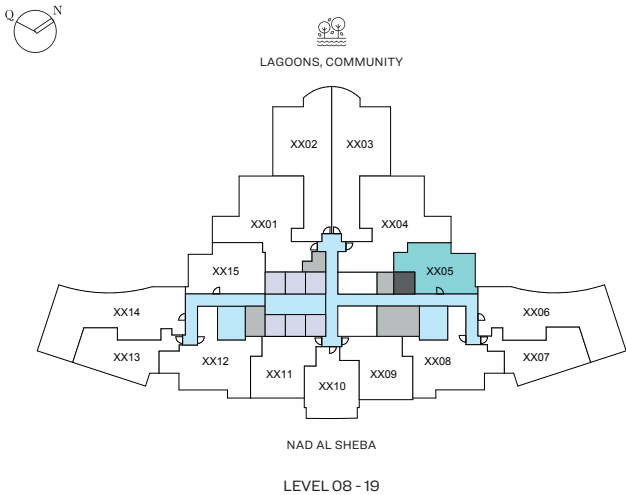 Q N
LAGOONS, COMMUNITY
XX02 XX03
XX01 XX04
XX15 XX05
XX14 XX06
XX13 XX12 XX11 XX10 XX09 XX08 XX07
NAD AL SHEBA
LEVEL 08 - 19